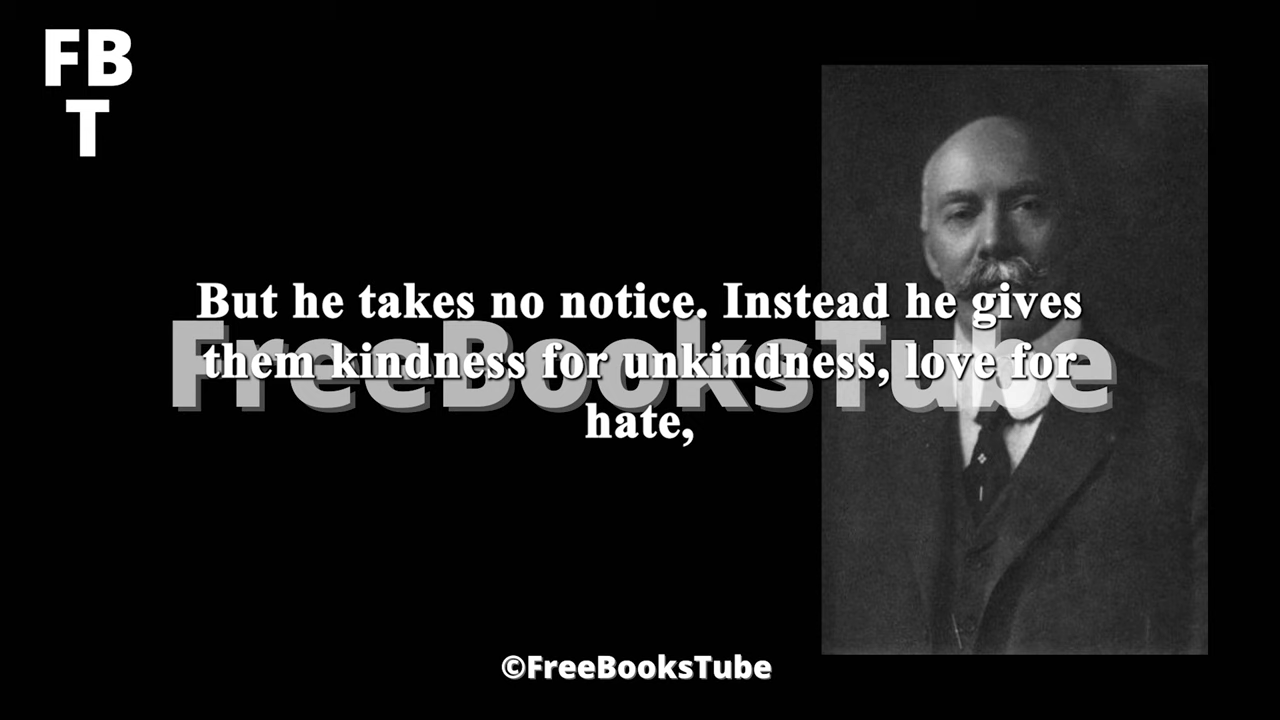 FB
T
But he takes no notice. Instead he gives
them kindness for unkindness, love for
hate,
FreeBooksTube
©FreeBooksTube